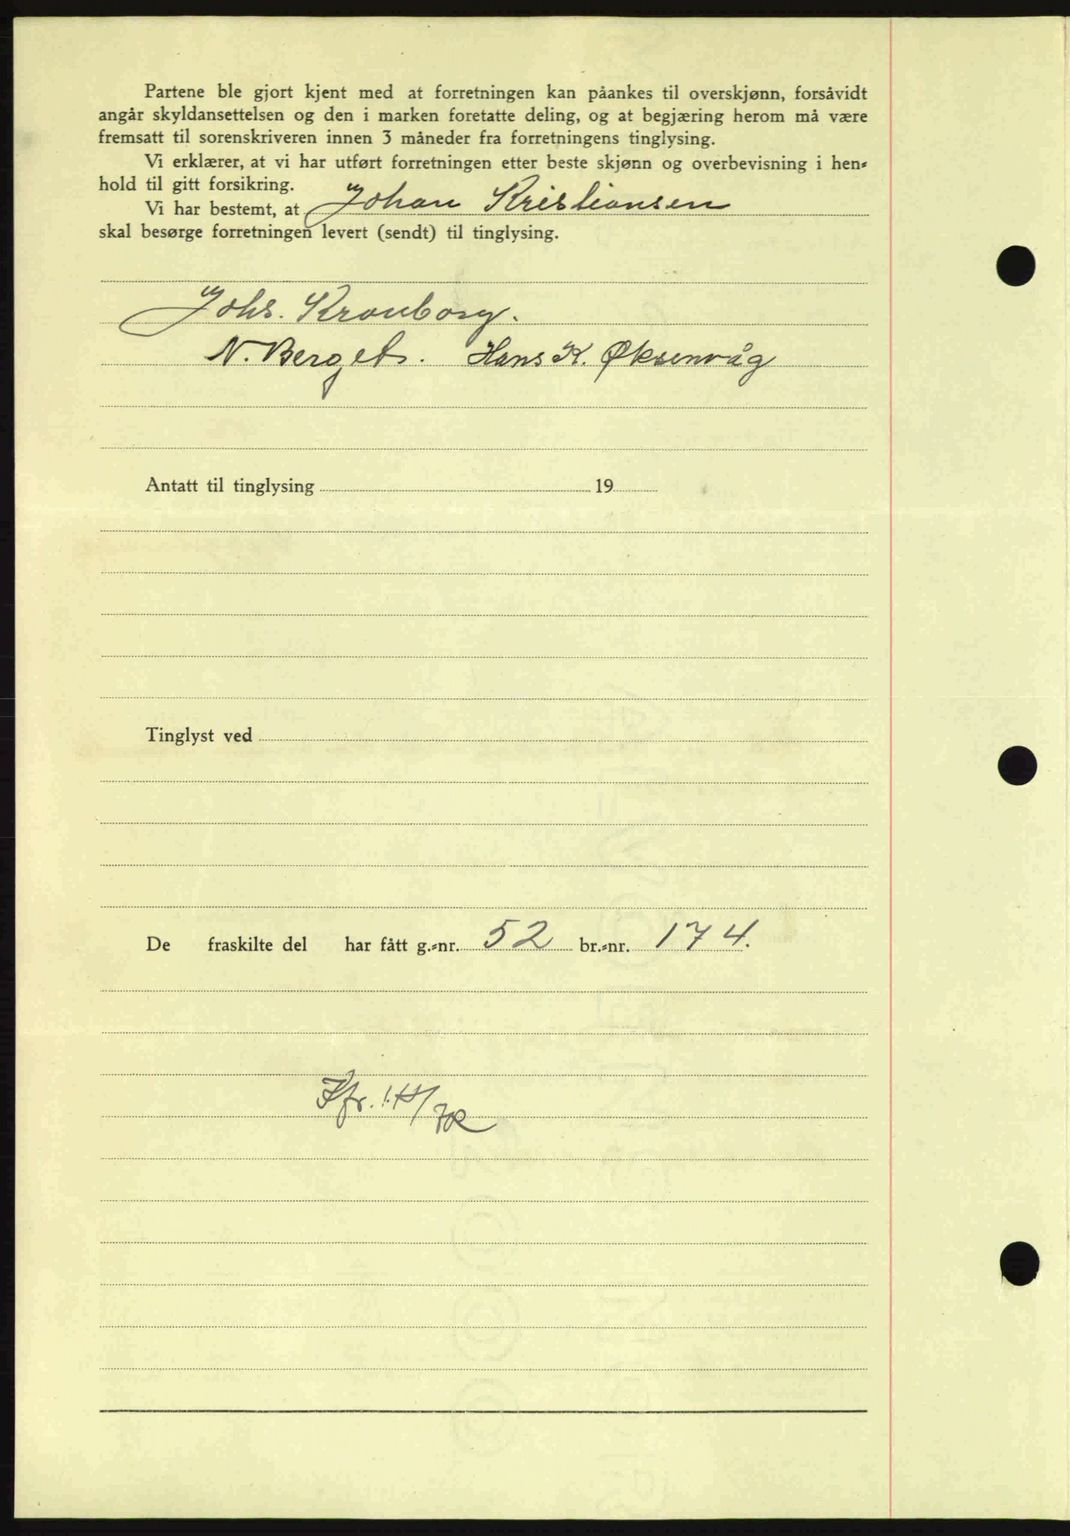 Partene ble gjort kjent med at forretningen kan påankes til overskjønn, forsåvidt
angår skyldansettelsen og den i marken foretatte deling, og at begjæring herom må være
fremsatt til sorenskriveren innen 3 måneder fra forretningens tinglysing.
Vi erklærer, at vi har utført forretningen etter beste skjønn og overbevisning i hen-
hold til gitt forsikring.
Vi har bestemt, at Johan Kristiansen
skal besørge forretningen levert (sendt) til tinglysing.
Johs. Kronborg.
N. Berget. Hans K. Øksenvåg
Antatt til tinglysing 19
Tinglyst ved
De fraskilte del har fått g.-nr. 52 br.-nr. 174.